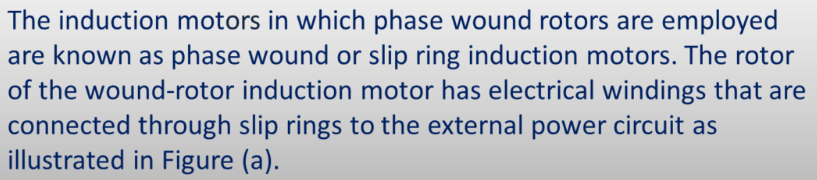 The induction motors in which phase wound rotors are employed
are known as phase wound or slip ring induction motors. The rotor
of the wound-rotor induction motor has electrical windings that are
connected through slip rings to the external power circuit as
illustrated in Figure (a).